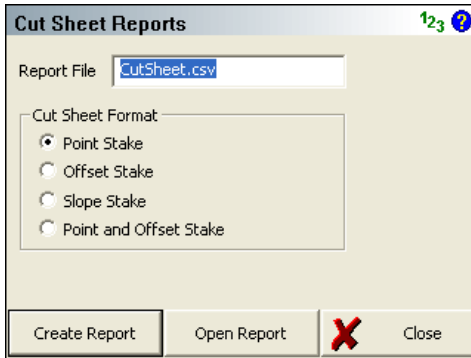 Cut Sheet Reports 123 ?
Report File CutSheet.csv
Cut Sheet Format
Point Stake
Offset Stake
Slope Stake
Point and Offset Stake
Create Report Open Report Close